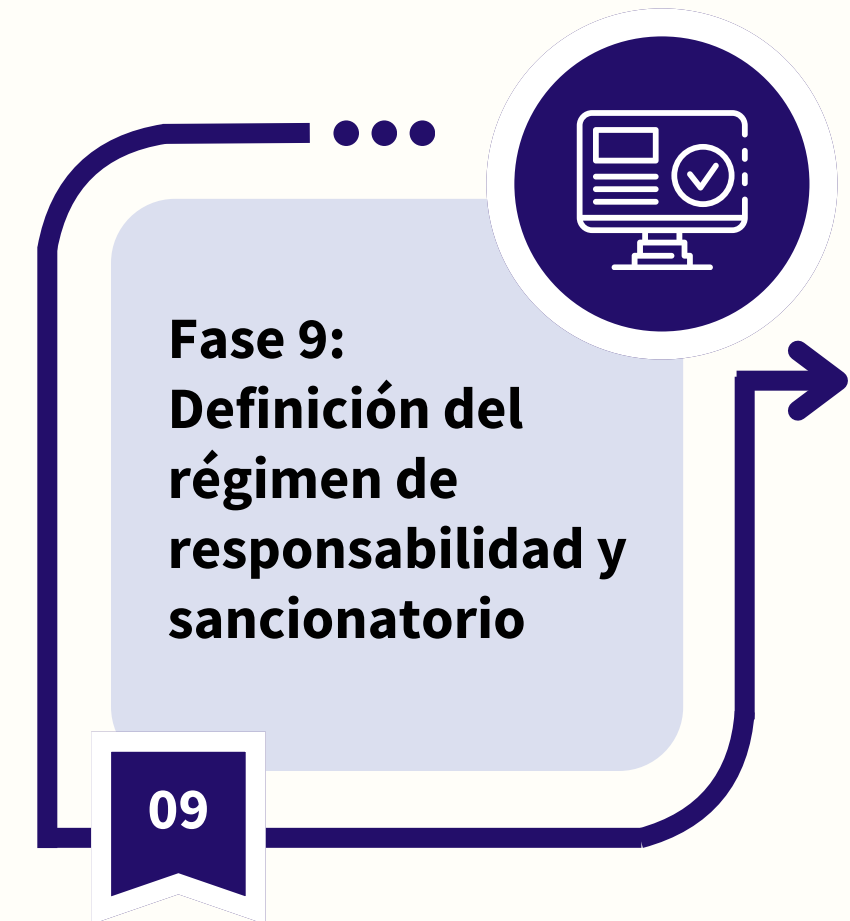 Fase 9:
Definición del
régimen de
responsabilidad y
sancionatorio
09